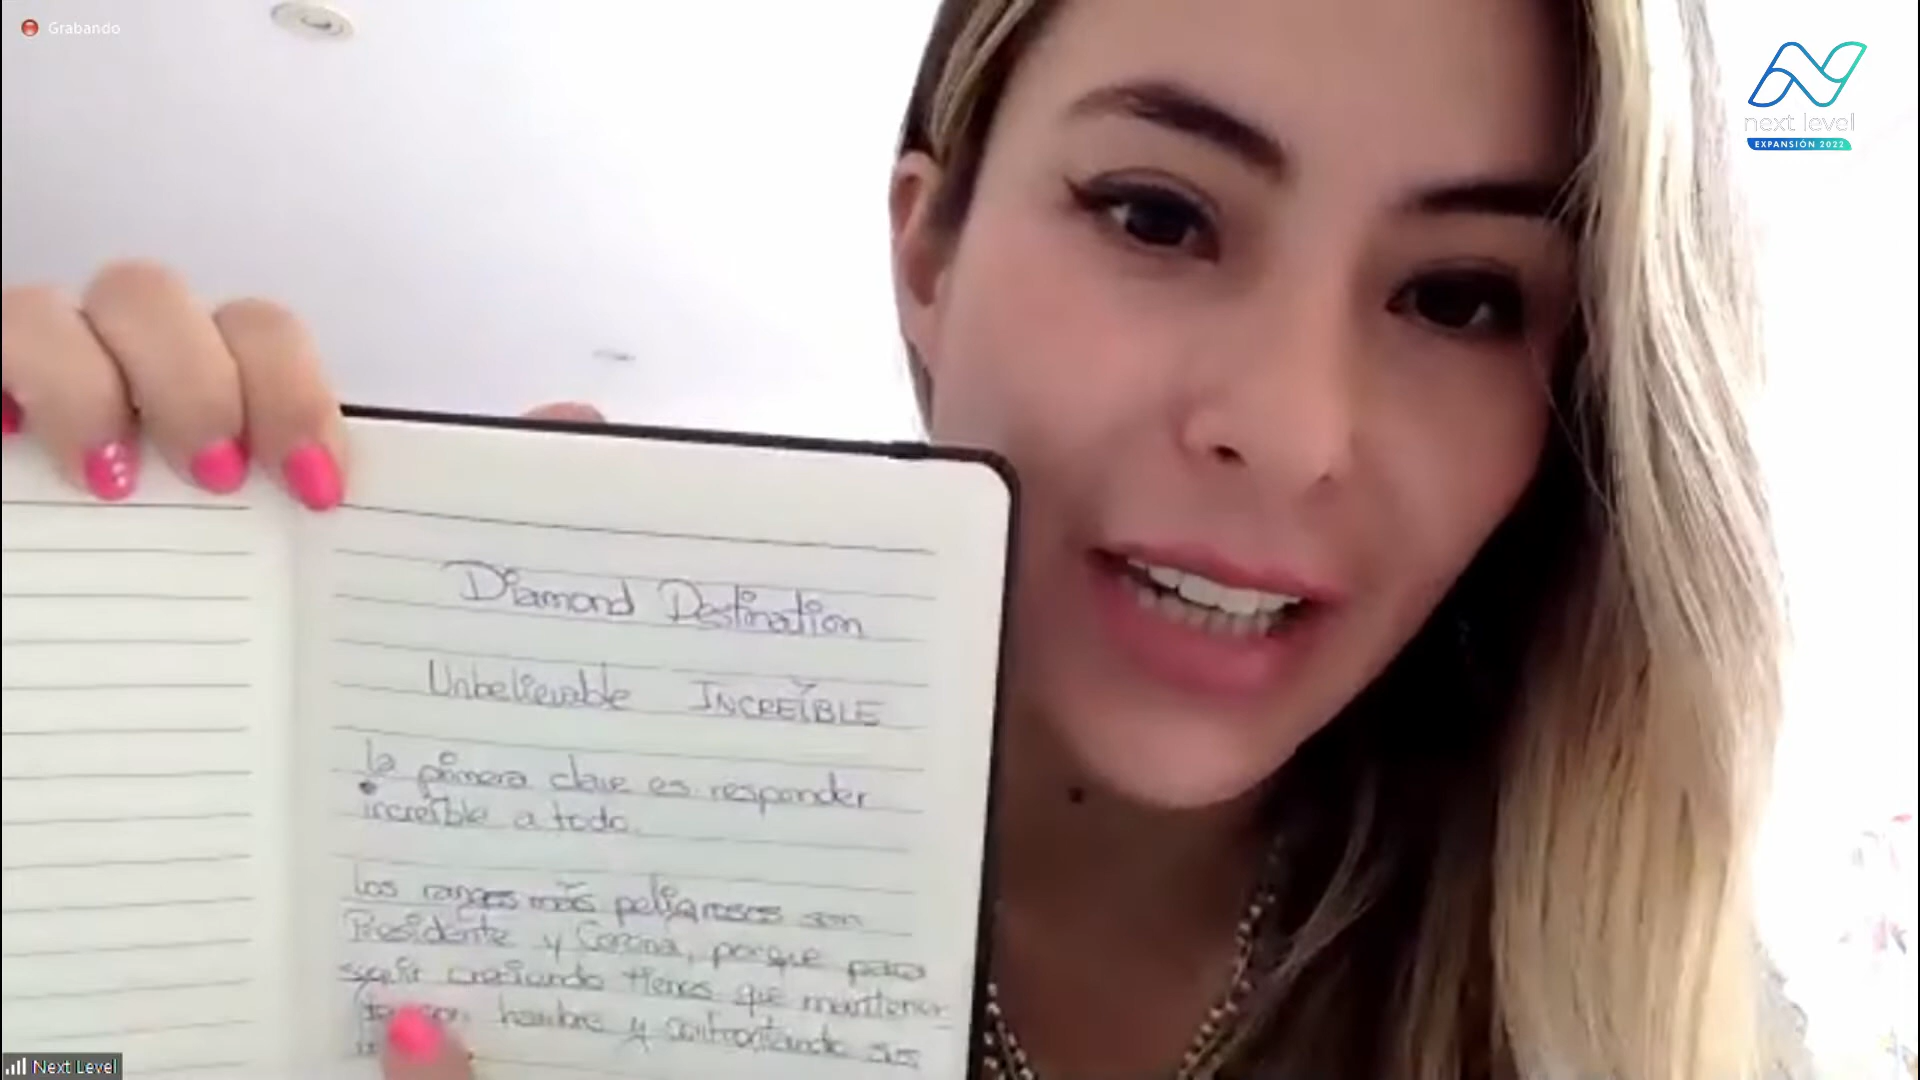 Grabando
next level
EXPANSIÓN 2022
Diamond Destination
Unbelievable INCREÍBLE
la primera clave es responder
increíble a todo.
los rangos más peligrosos son
Presidente y Corona, porque para
seguir creciendo tienes que mantener
hambre y confrontando sus
Next Level